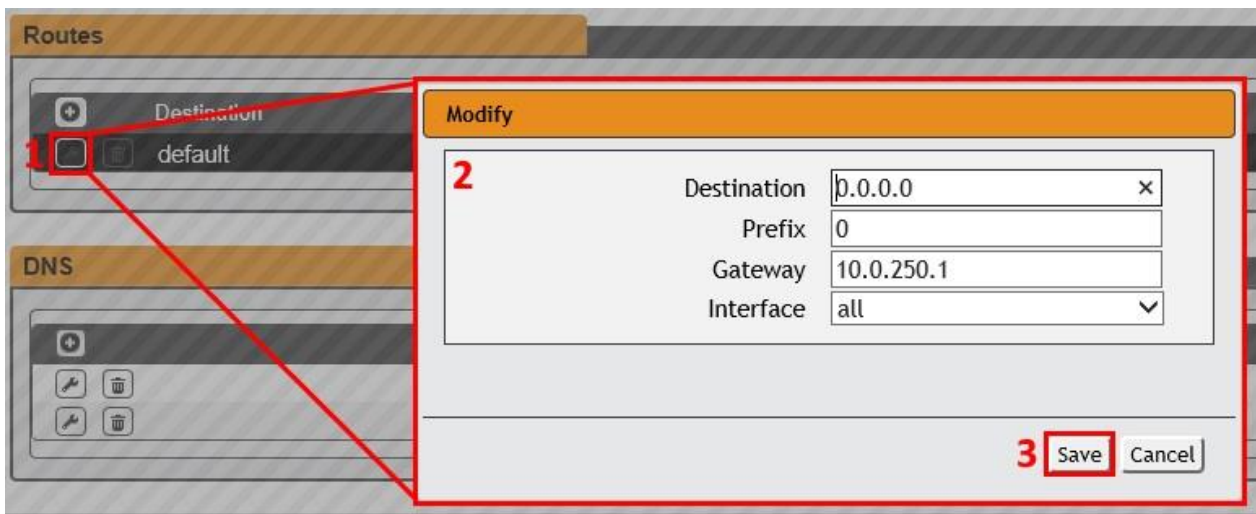 Routes
Destination
1 default
Modify
2
Destination 0.0.0.0 ×
Prefix 0
Gateway 10.0.250.1
Interface all
DNS
3 Save Cancel